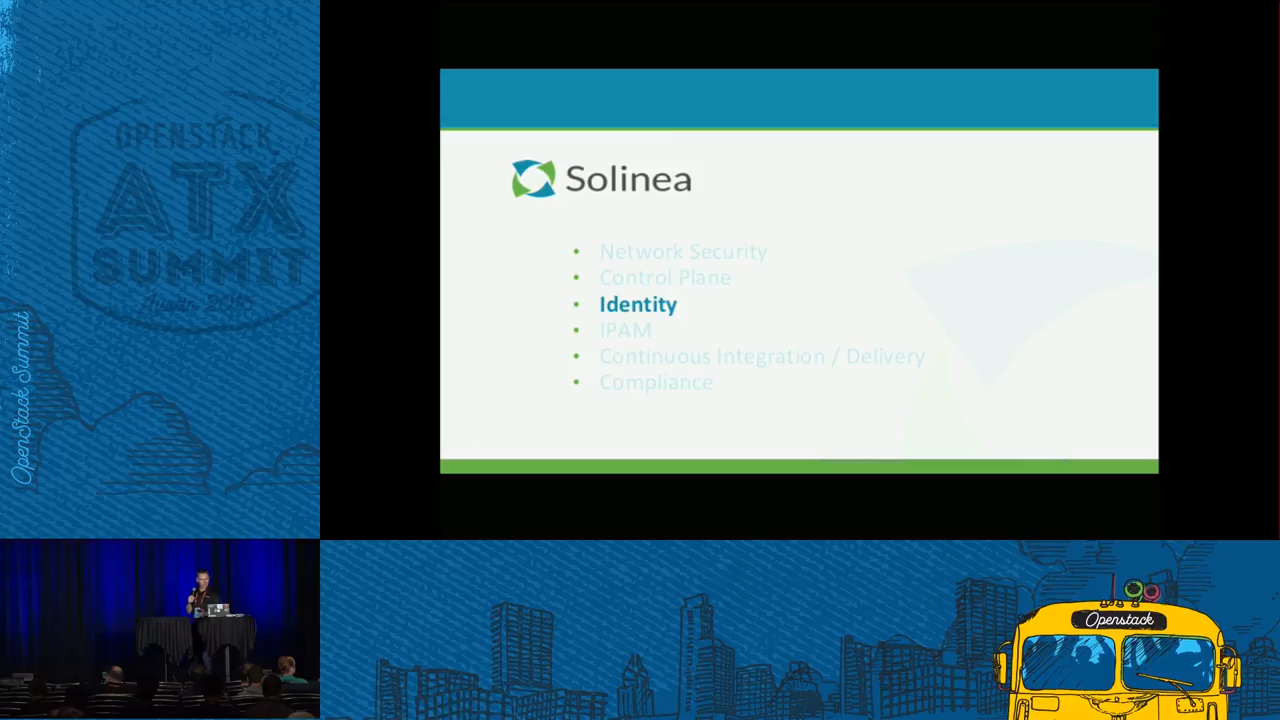 OPENSTACK
ATX
SUMMIT
OpenStack Summit
Solinea
• Network Security
• Control Plane
• Identity
• IPAM
• Continuous Integration / Delivery
• Compliance
Openstack